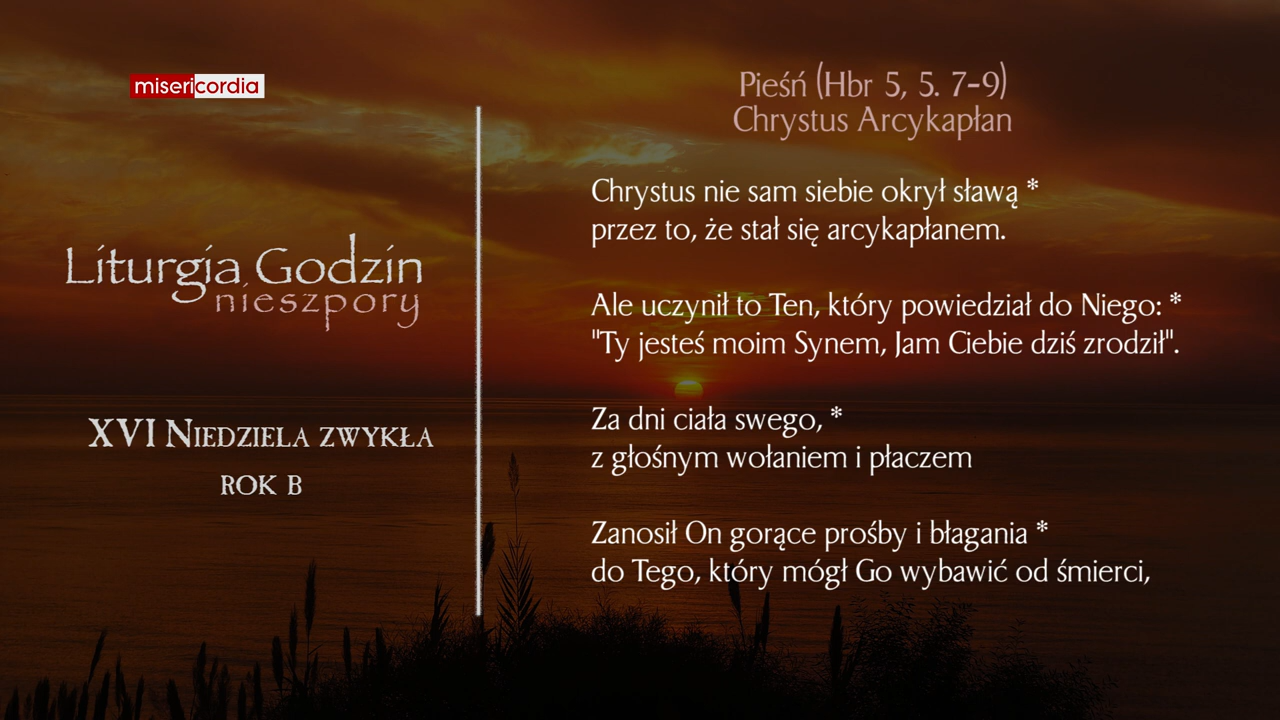 misericordia
Liturgia Godzin
nieszpory
XVI Niedziela zwykła
rok B
Pieśń (Hbr 5, 5. 7-9)
Chrystus Arcykapłan
Chrystus nie sam siebie okrył sławą *
przez to, że stał się arcykapłanem.
Ale uczynił to Ten, który powiedział do Niego: *
"Ty jesteś moim Synem, Jam Ciebie dziś zrodził".
Za dni ciała swego, *
z głośnym wołaniem i płaczem
Zanosił On gorące prośby i błagania *
do Tego, który mógł Go wybawić od śmierci,